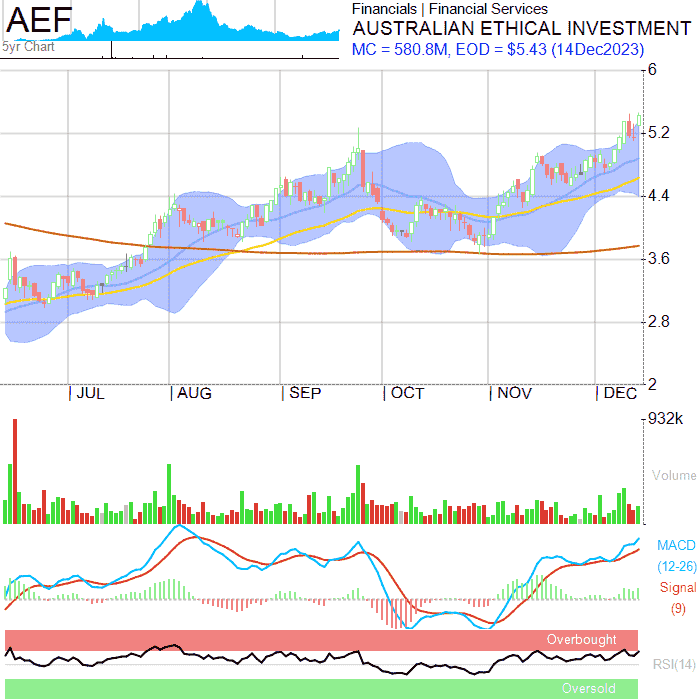 AEF
5yr Chart
Financials | Financial Services
AUSTRALIAN ETHICAL INVESTMENT
MC = 580.8M, EOD = $5.43 (14Dec2023)
6
5.2
4.4
3.6
2.8
2
JUL AUG SEP OCT NOV DEC
932k
Volume
MACD
(12-26)
Signal
(9)
Overbought
RSI(14)
Oversold